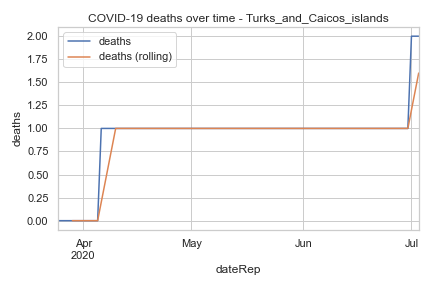 COVID-19 deaths over time - Turks_and_Caicos_islands
deaths
deaths (rolling)
2.00
1.75
1.50
1.25
1.00
0.75
0.50
0.25
0.00
deaths
Apr
2020
May
Jun
Jul
dateRep